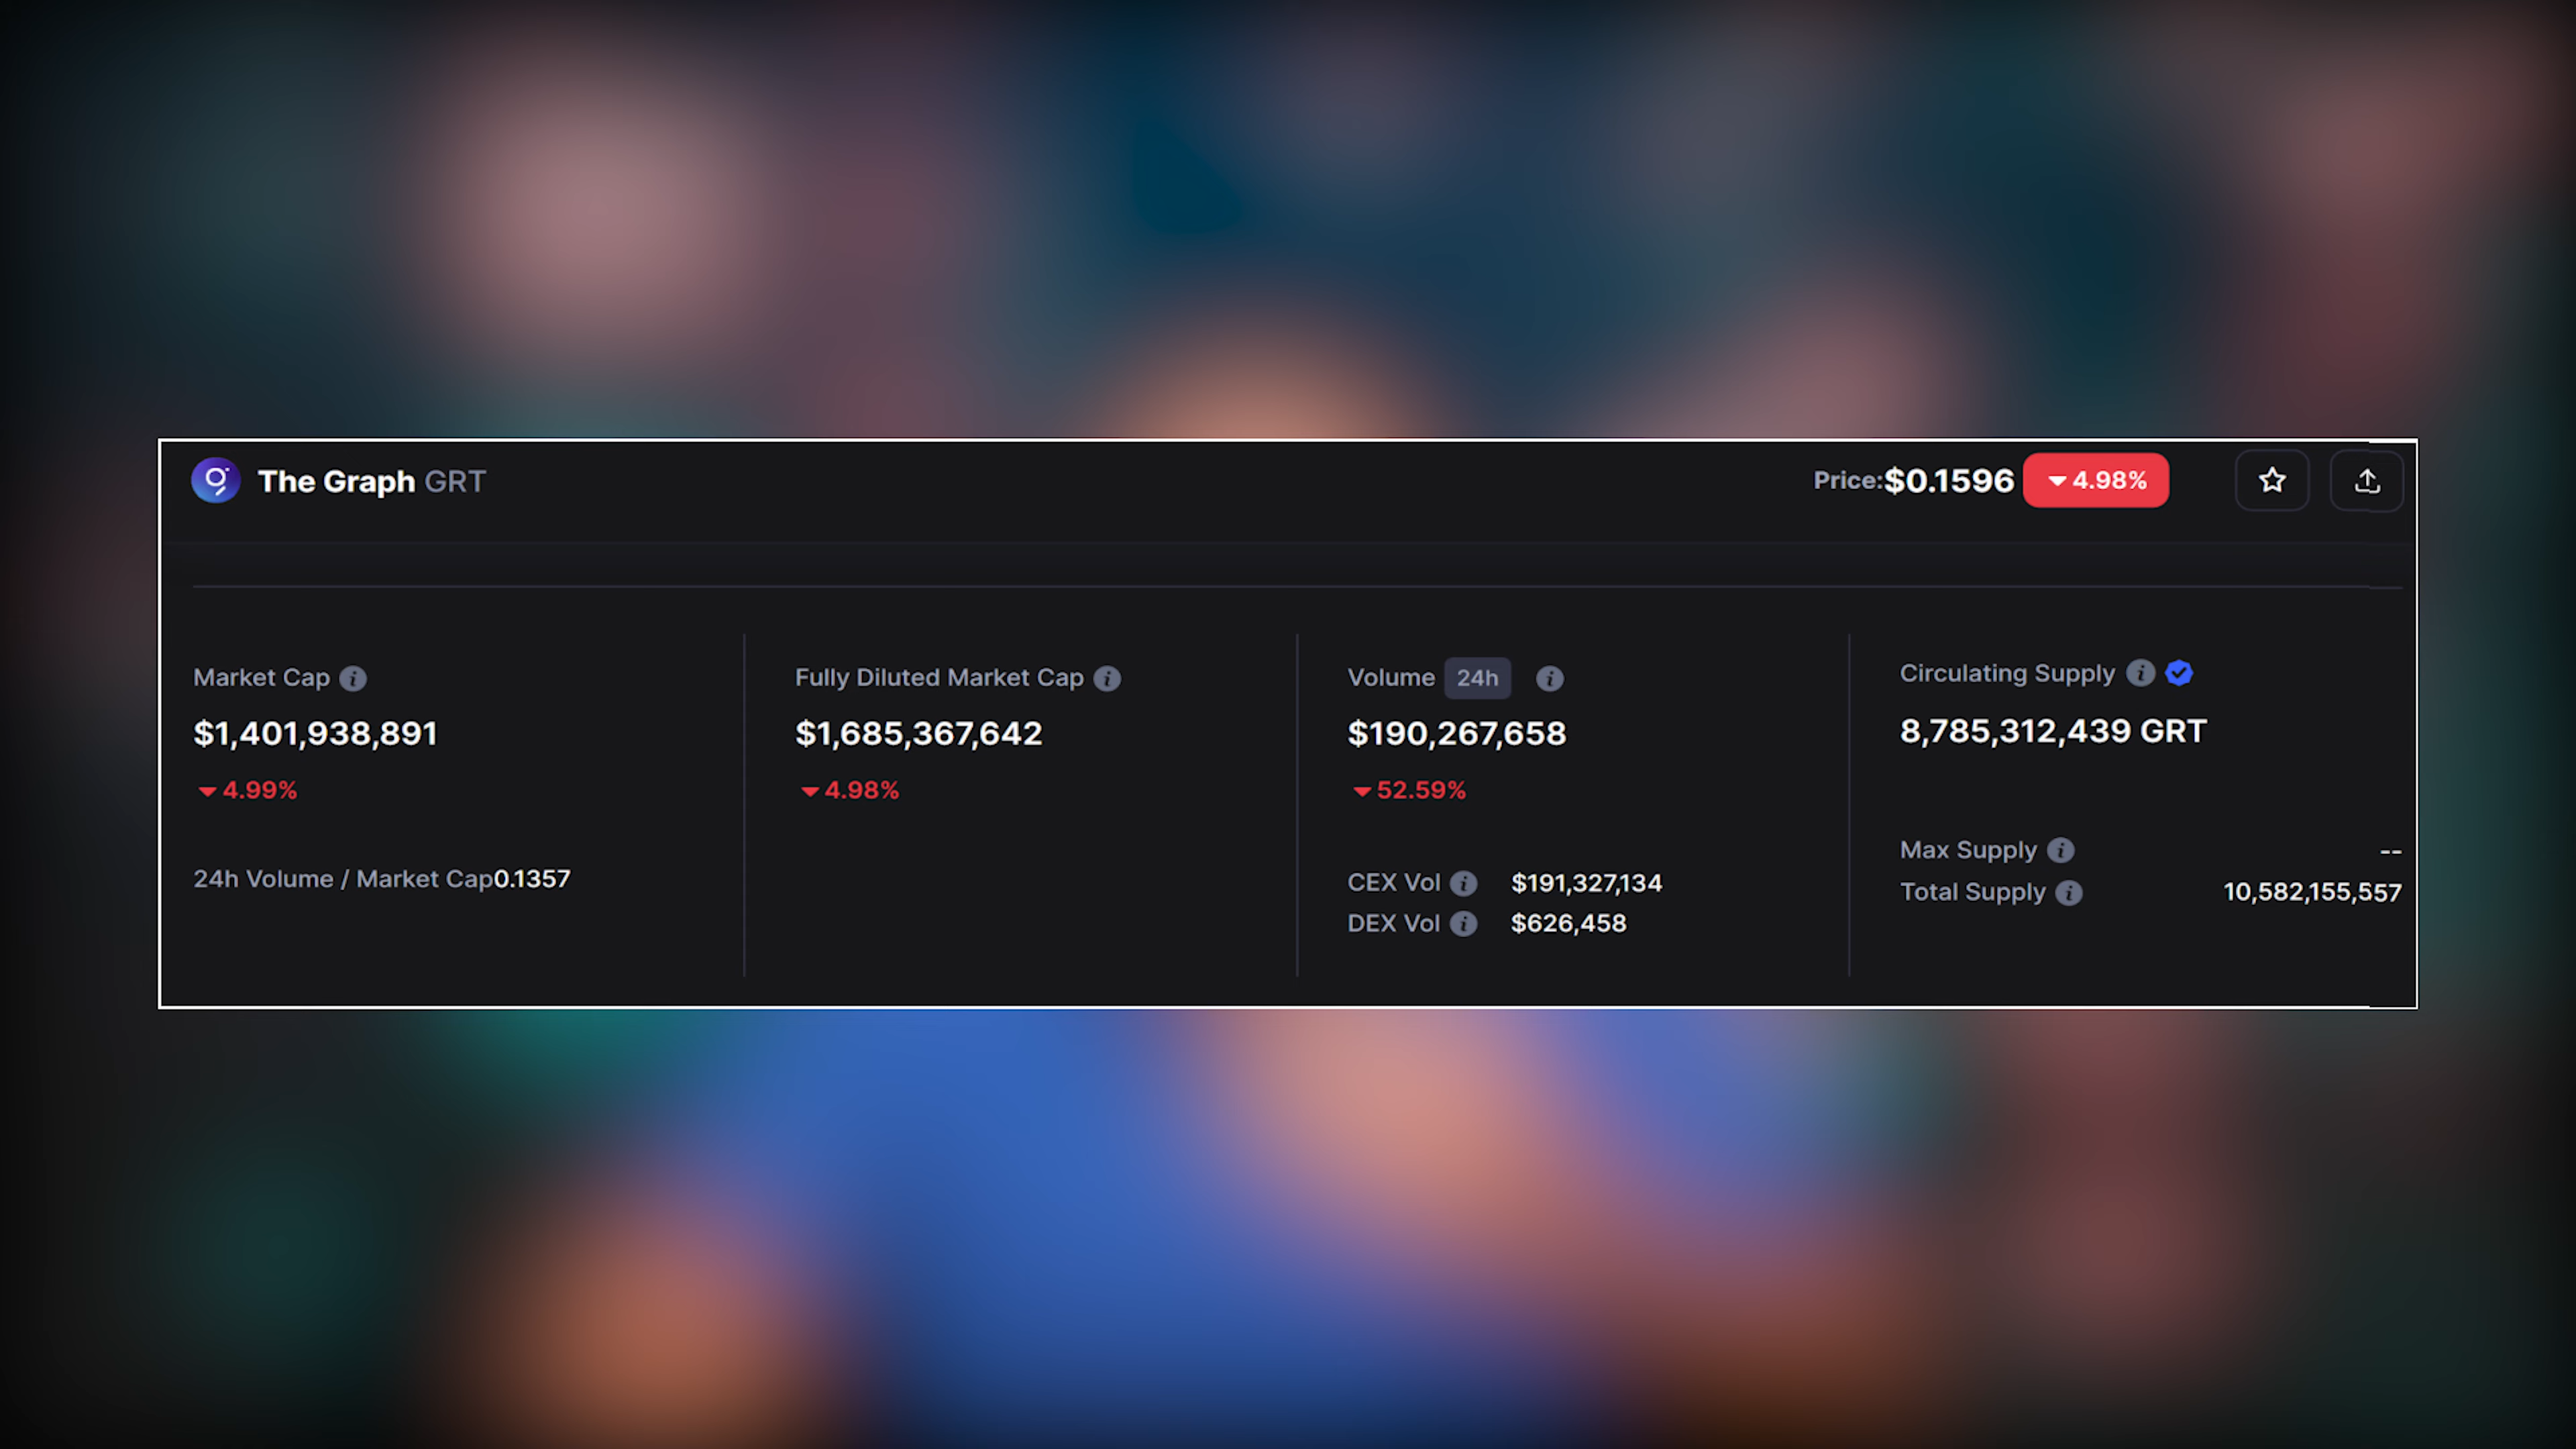 The Graph GRT
Price:$0.1596 4.98%
Market Cap
$1,401,938,891
4.99%
24h Volume / Market Cap0.1357
Fully Diluted Market Cap
$1,685,367,642
4.98%
Volume 24h
$190,267,658
52.59%
CEX Vol $191,327,134
DEX Vol $626,458
Circulating Supply
8,785,312,439 GRT
Max Supply --
Total Supply 10,582,155,557